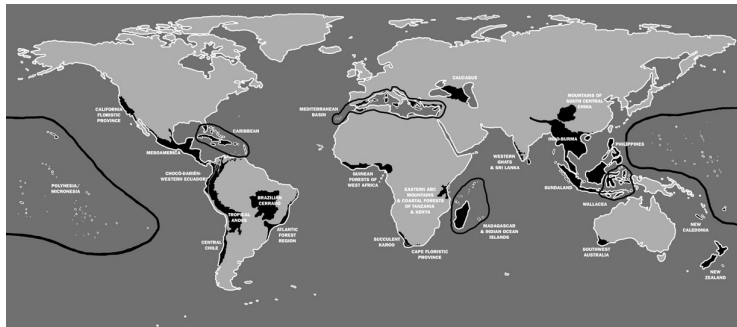 CALIFORNIA
FLORISTIC
PROVINCE
MESOAMERICA
CARIBBEAN
POLYNESIA/
MICRONESIA
CHOCÓ-DARIÉN-
WESTERN ECUADOR
TROPICAL
ANDES
BRAZILIAN
CERRADO
ATLANTIC
FOREST
REGION
CENTRAL
CHILE
MEDITERRANEAN
BASIN
CAUCASUS
GUINEAN
FORESTS OF
WEST AFRICA
EASTERN ARC
MOUNTAINS
& COASTAL FORESTS
OF TANZANIA
& KENYA
SUCCULENT
KAROO
CAPE FLORISTIC
PROVINCE
MADAGASCAR
& INDIAN OCEAN
ISLANDS
WESTERN
GHATS
& SRI LANKA
MOUNTAINS OF
SOUTH CENTRAL
CHINA
INDO-BURMA
PHILIPPINES
SUNDALAND
WALLACEA
SOUTHWEST
AUSTRALIA
NEW
CALEDONIA
NEW
ZEALAND